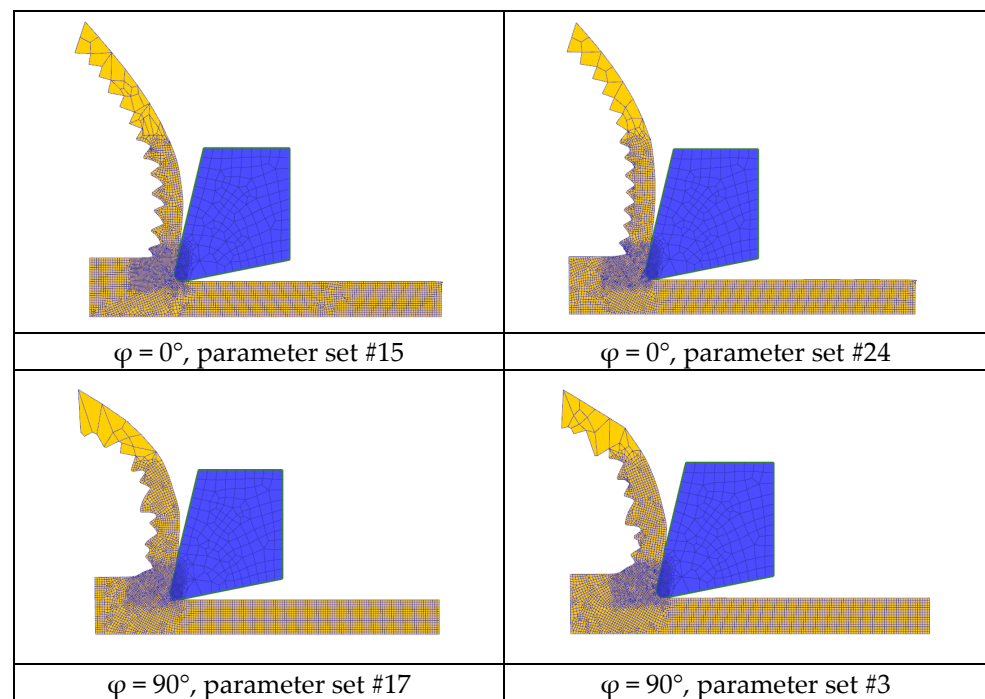 φ = 0°, parameter set #15
φ = 0°, parameter set #24
φ = 90°, parameter set #17
φ = 90°, parameter set #3